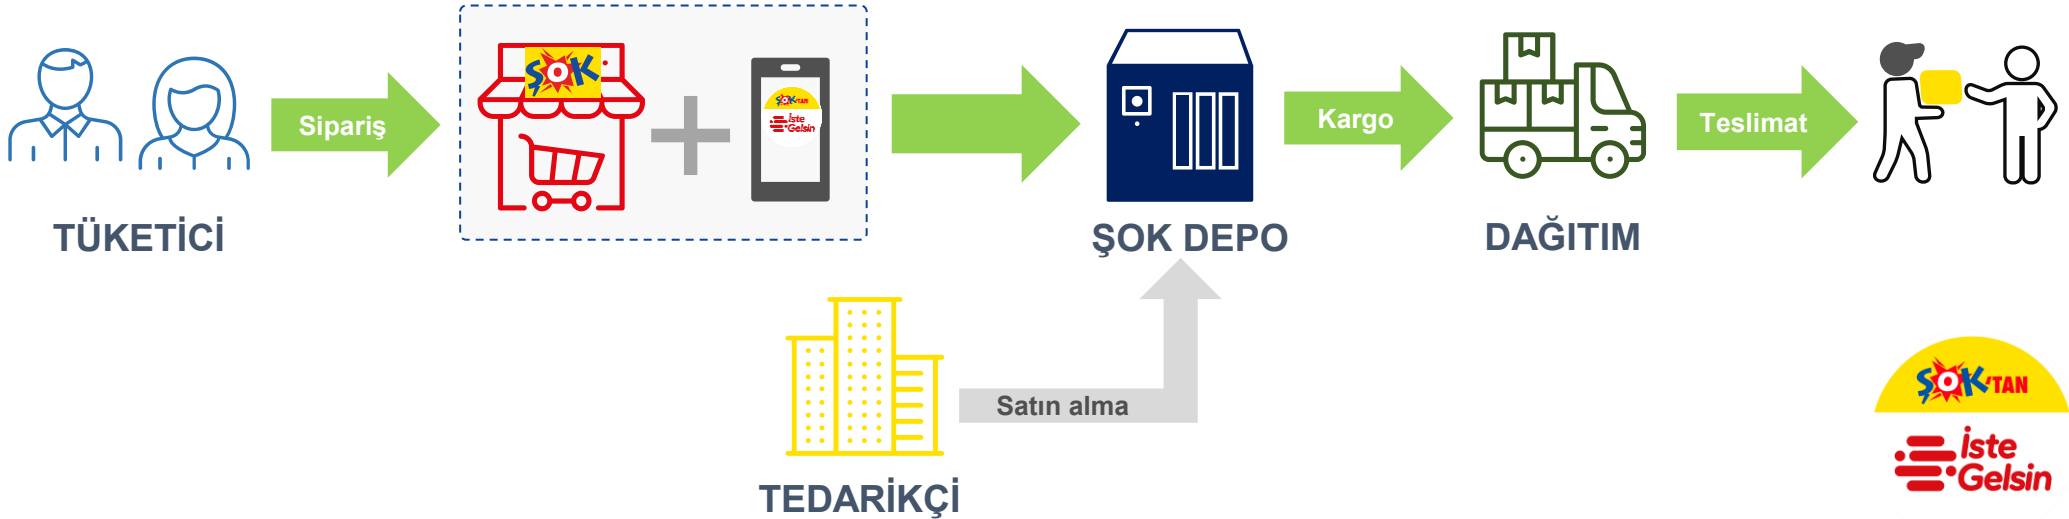 Sipariş
ŞOK
ŞOK'TAN
İste
Gelsin
Kargo
Teslimat
TÜKETİCİ
ŞOK DEPO
DAĞITIM
Satın alma
TEDARİKÇİ
ŞOK'TAN
İste
Gelsin